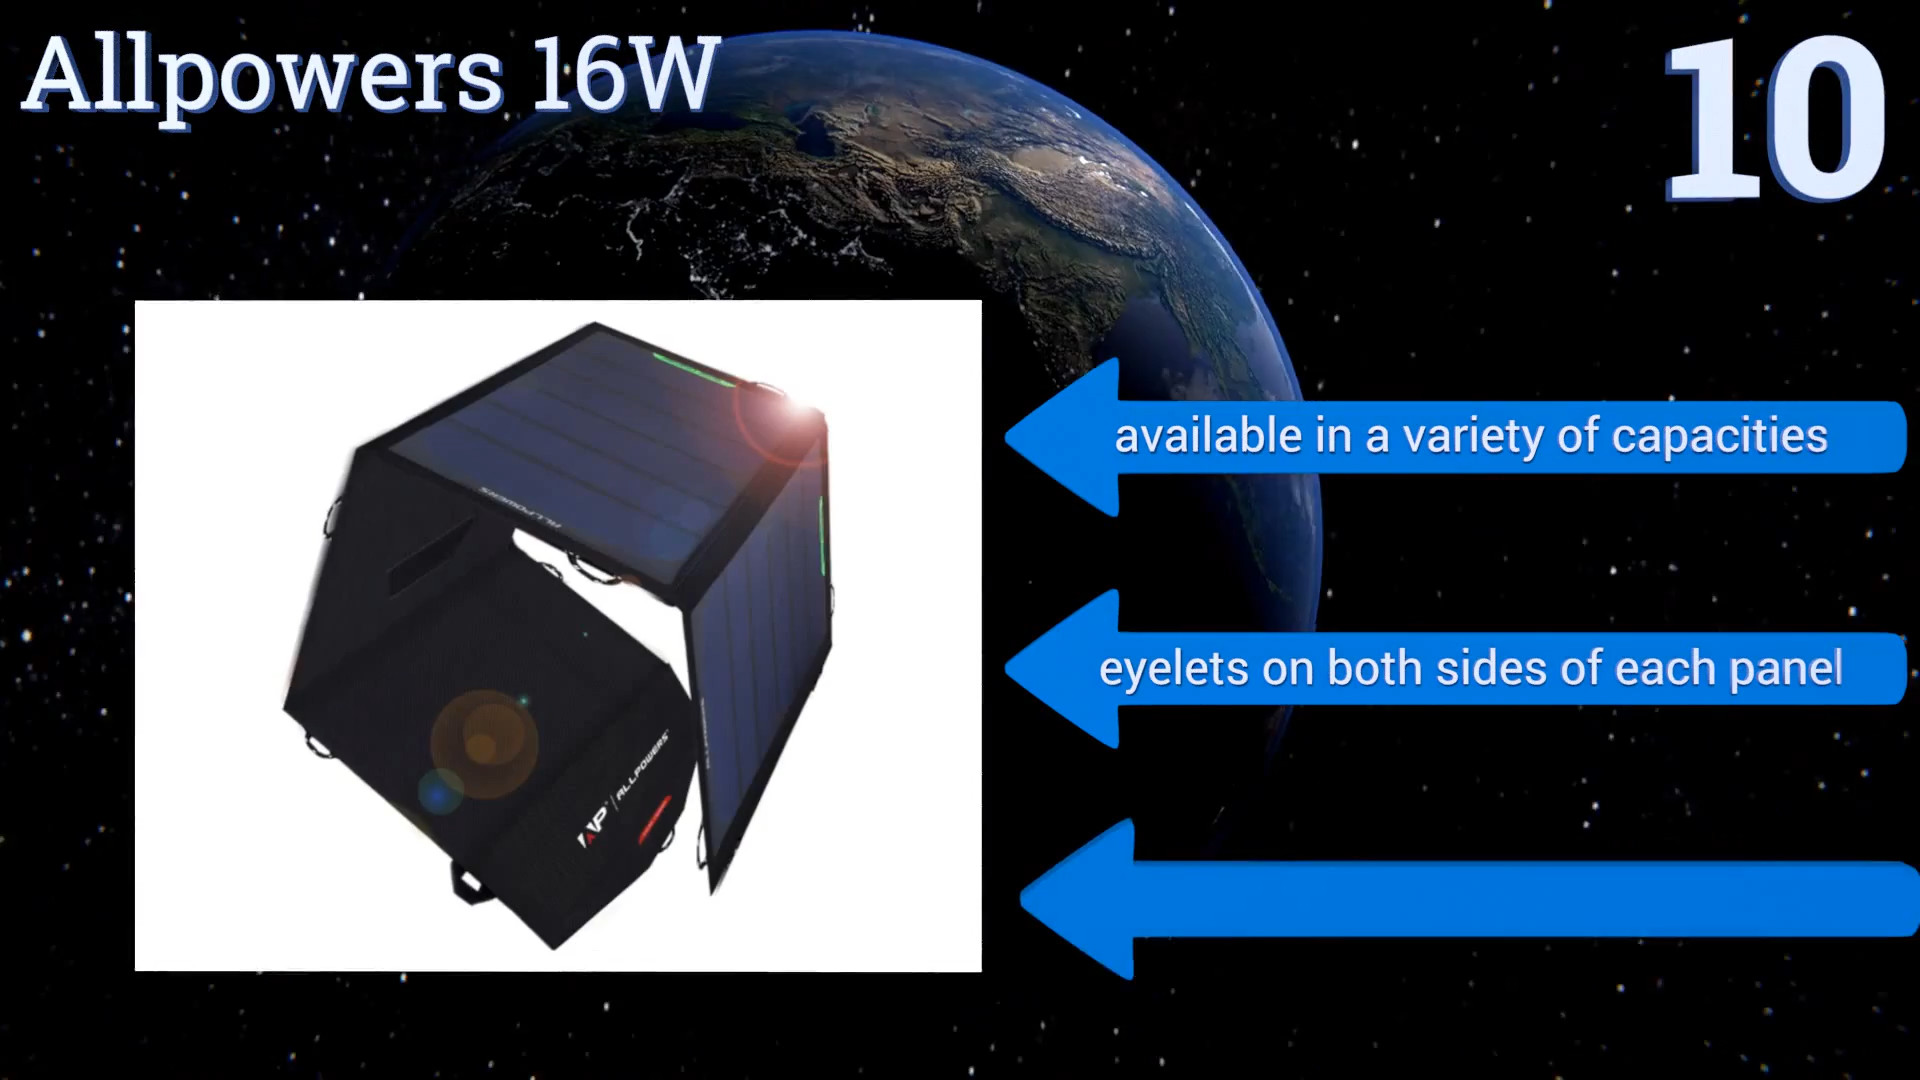 Allpowers 16W
10
available in a variety of capacities
eyelets on both sides of each panel
ALLPOWERS
AP | ALLPOWERS